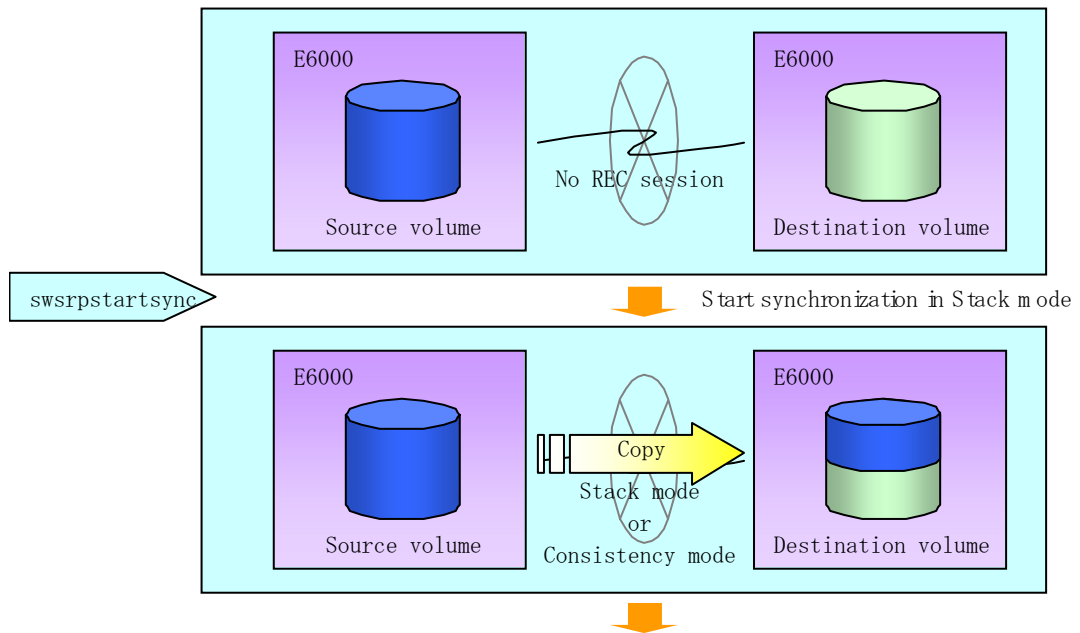 E6000
E6000
No REC session
Source volume
Destination volume
swsrpstartsync
Start synchronization in Stack mode
E6000
E6000
Copy
Stack mode
or
Consistency mode
Source volume
Destination volume